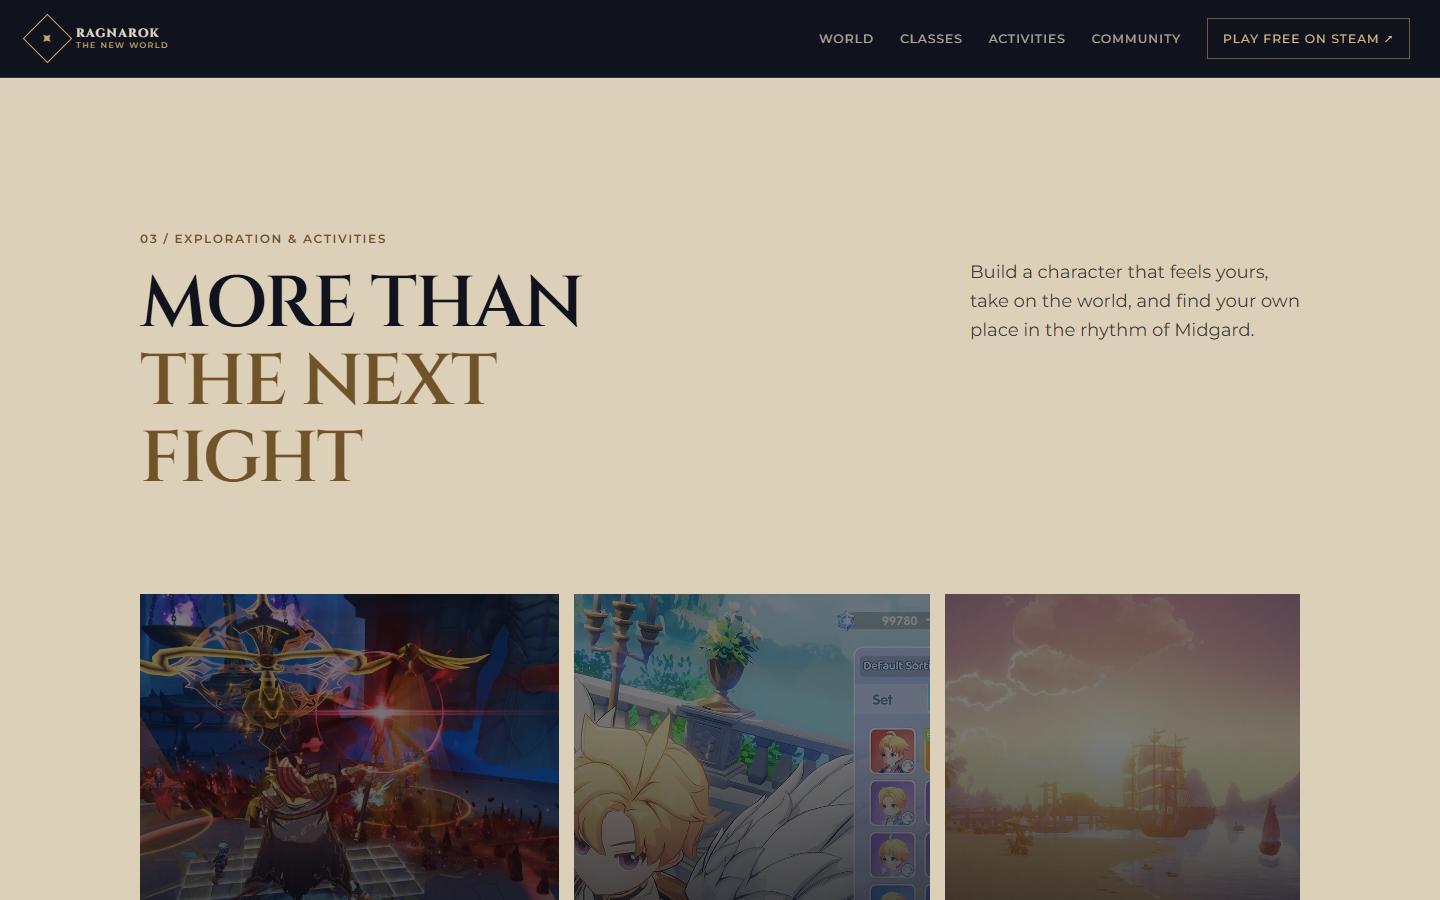 RAGNAROK
THE NEW WORLD
WORLD
CLASSES
ACTIVITIES
COMMUNITY
PLAY FREE ON STEAM ↗
03 / EXPLORATION & ACTIVITIES
MORE THAN
THE NEXT
FIGHT
Build a character that feels yours,
take on the world, and find your own
place in the rhythm of Midgard.
99780
Default Sorti
Set